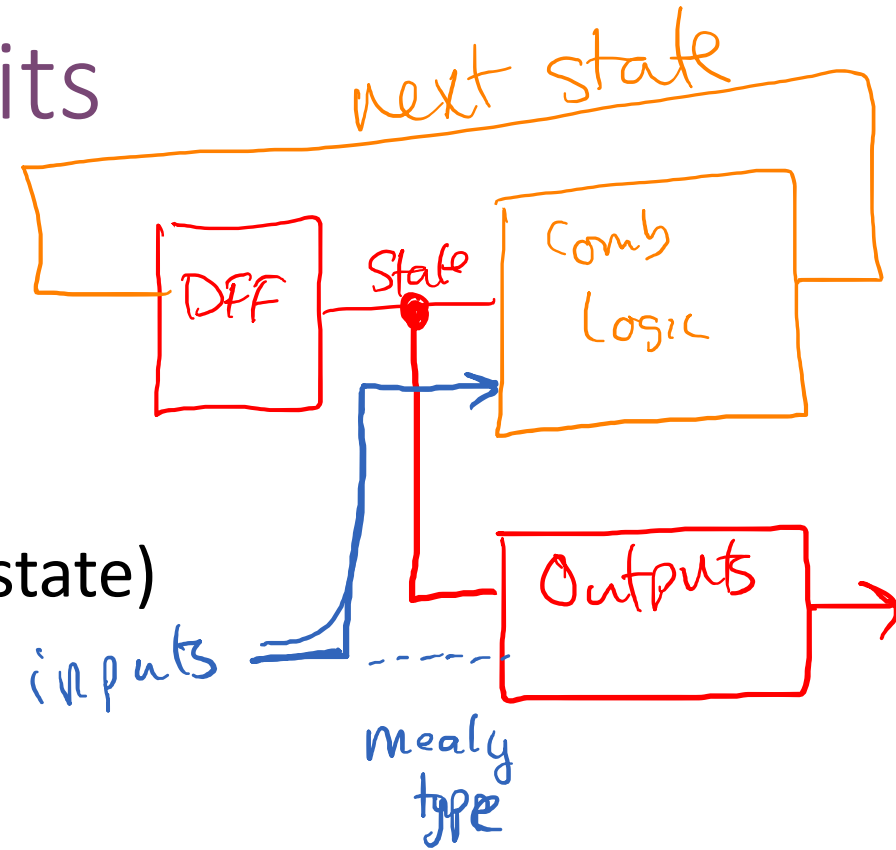 its
next state
DFF
State
Comb
Logic
state)
Outputs
inputs
mealy
type